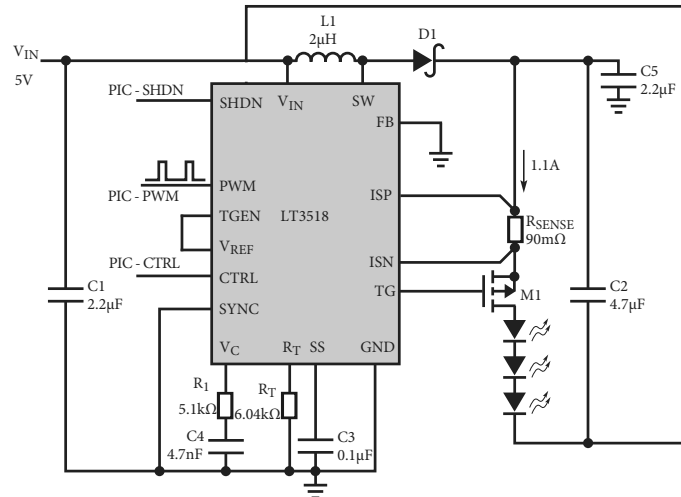 L1
2μH
D1
V_IN
5V
PIC - SHDN
SHDN
V_IN
SW
C5
2.2μF
FB
1.1A
PIC - PWM
PWM
ISP
TGEN
LT3518
R_SENSE
90mΩ
V_REF
ISN
PIC - CTRL
CTRL
TG
M1
C1
2.2μF
C2
4.7μF
SYNC
V_C
R_T
SS
GND
R_1
5.1kΩ
R_T
6.04kΩ
C4
4.7nF
C3
0.1μF